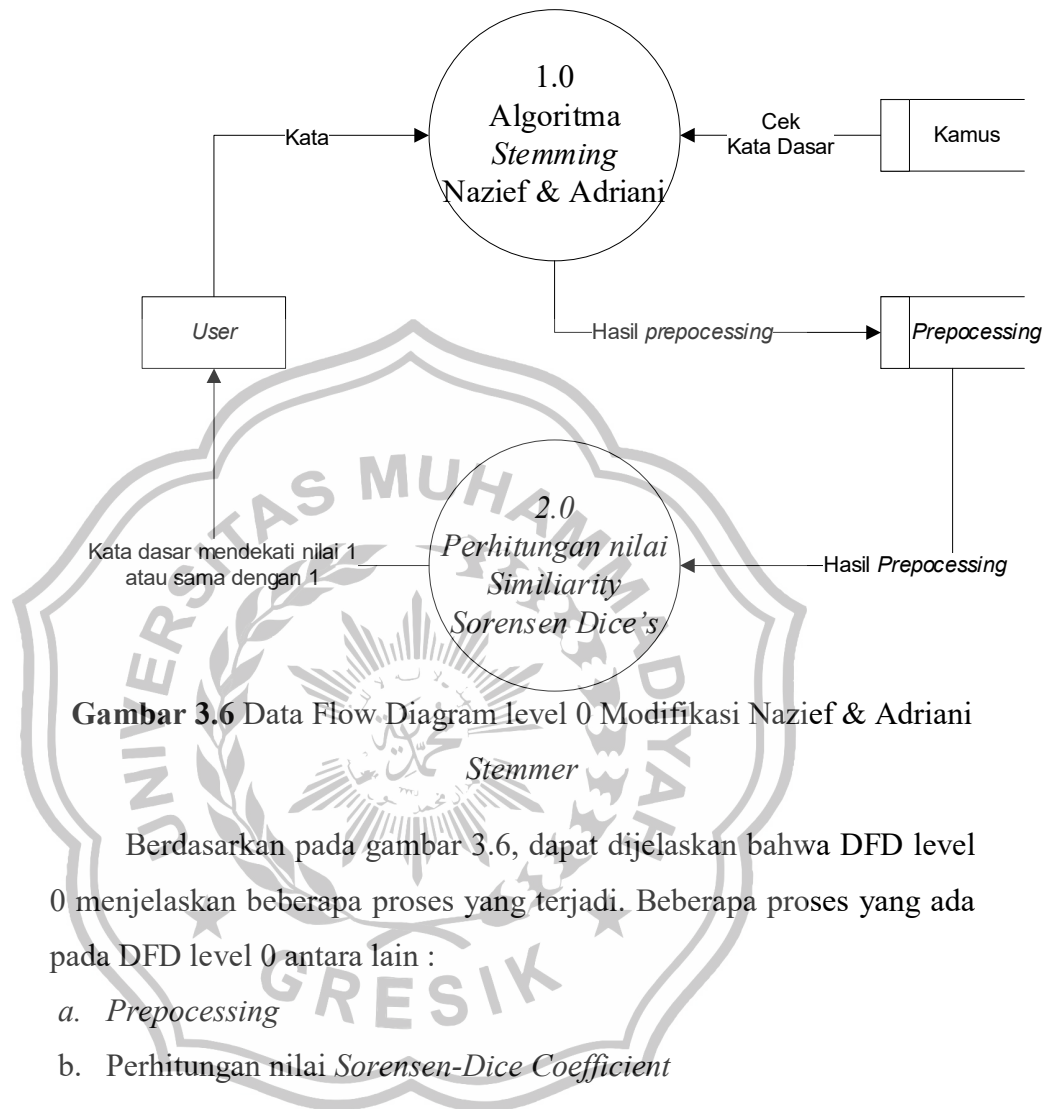 1.0
Algoritma
Stemming
Nazief & Adriani
Kata
Cek
Kata Dasar
Kamus
User
Hasil prepocessing
Prepocessing
2.0
Perhitungan nilai
Similiarity
Sorensen Dice's
Kata dasar mendekati nilai 1
atau sama dengan 1
Hasil Prepocessing
UNIVERSITAS MUHAMMADIYAH
GRESIK
Gambar 3.6 Data Flow Diagram level 0 Modifikasi Nazief & Adriani
Stemmer
Berdasarkan pada gambar 3.6, dapat dijelaskan bahwa DFD level
0 menjelaskan beberapa proses yang terjadi. Beberapa proses yang ada
pada DFD level 0 antara lain :
a. Prepocessing
b. Perhitungan nilai Sorensen-Dice Coefficient